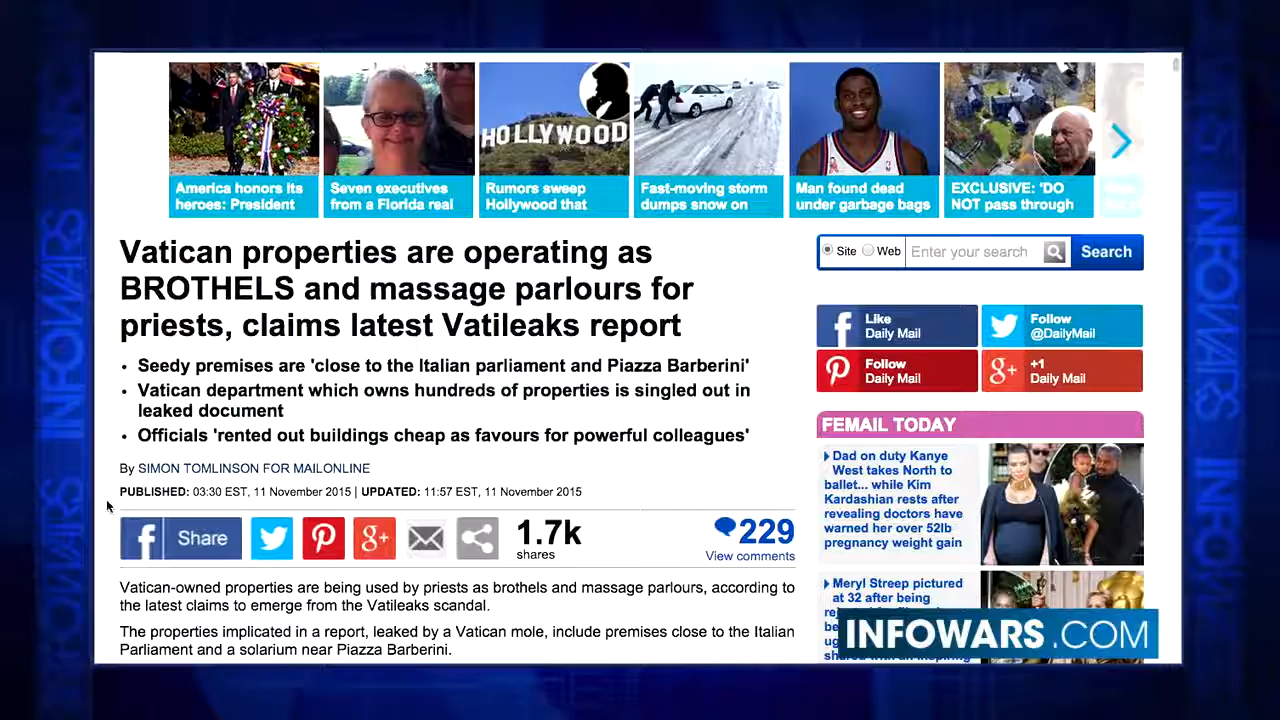 HOLLYWOOD
America honors its
heroes: President
Seven executives
from a Florida real
Rumors sweep
Hollywood that
Fast-moving storm
dumps snow on
Man found dead
under garbage bags
EXCLUSIVE: 'DO
NOT pass through
Vatican properties are operating as
BROTHELS and massage parlours for
priests, claims latest Vatileaks report
• Seedy premises are 'close to the Italian parliament and Piazza Barberini'
• Vatican department which owns hundreds of properties is singled out in
leaked document
• Officials 'rented out buildings cheap as favours for powerful colleagues'
By SIMON TOMLINSON FOR MAILONLINE
PUBLISHED: 03:30 EST, 11 November 2015 | UPDATED: 11:57 EST, 11 November 2015
f Share
g+
1.7k
shares
229
View comments
Vatican-owned properties are being used by priests as brothels and massage parlours, according to
the latest claims to emerge from the Vatileaks scandal.
The properties implicated in a report, leaked by a Vatican mole, include premises close to the Italian
Parliament and a solarium near Piazza Barberini.
Site Web Enter your search Search
f Like
Daily Mail
Follow
@DailyMail
Follow
Daily Mail
g+ +1
Daily Mail
FEMAIL TODAY
Dad on duty Kanye
West takes North to
ballet... while Kim
Kardashian rests after
revealing doctors have
warned her over 52lb
pregnancy weight gain
Meryl Streep pictured
at 32 after being
INFOWARS.COM
INFOWARS
INFOWARS